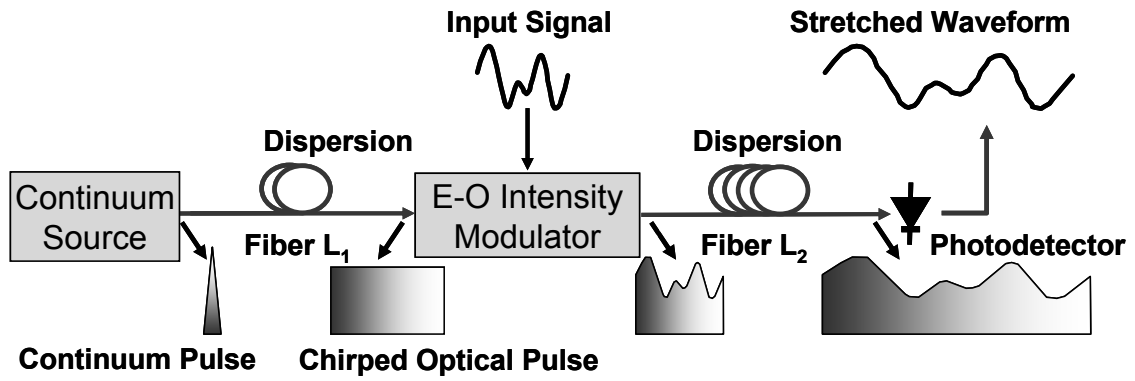 Input Signal
Stretched Waveform
Dispersion
Dispersion
Continuum
Source
E-O Intensity
Modulator
Fiber L₁
Fiber L₂
Photodetector
Continuum Pulse
Chirped Optical Pulse